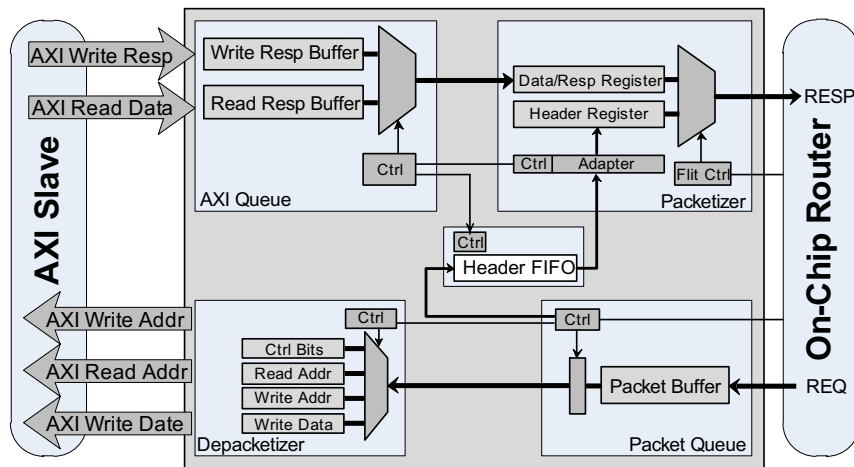 AXI Slave
AXI Write Resp
AXI Read Data
AXI Write Addr
AXI Read Addr
AXI Write Date
Write Resp Buffer
Read Resp Buffer
Ctrl
AXI Queue
Data/Resp Register
Header Register
Ctrl
Adapter
Flit Ctrl
Packetizer
Ctrl
Header FIFO
Ctrl
Ctrl Bits
Read Addr
Write Addr
Write Data
Depacketizer
Ctrl
Packet Buffer
Packet Queue
RESP
REQ
On-Chip Router